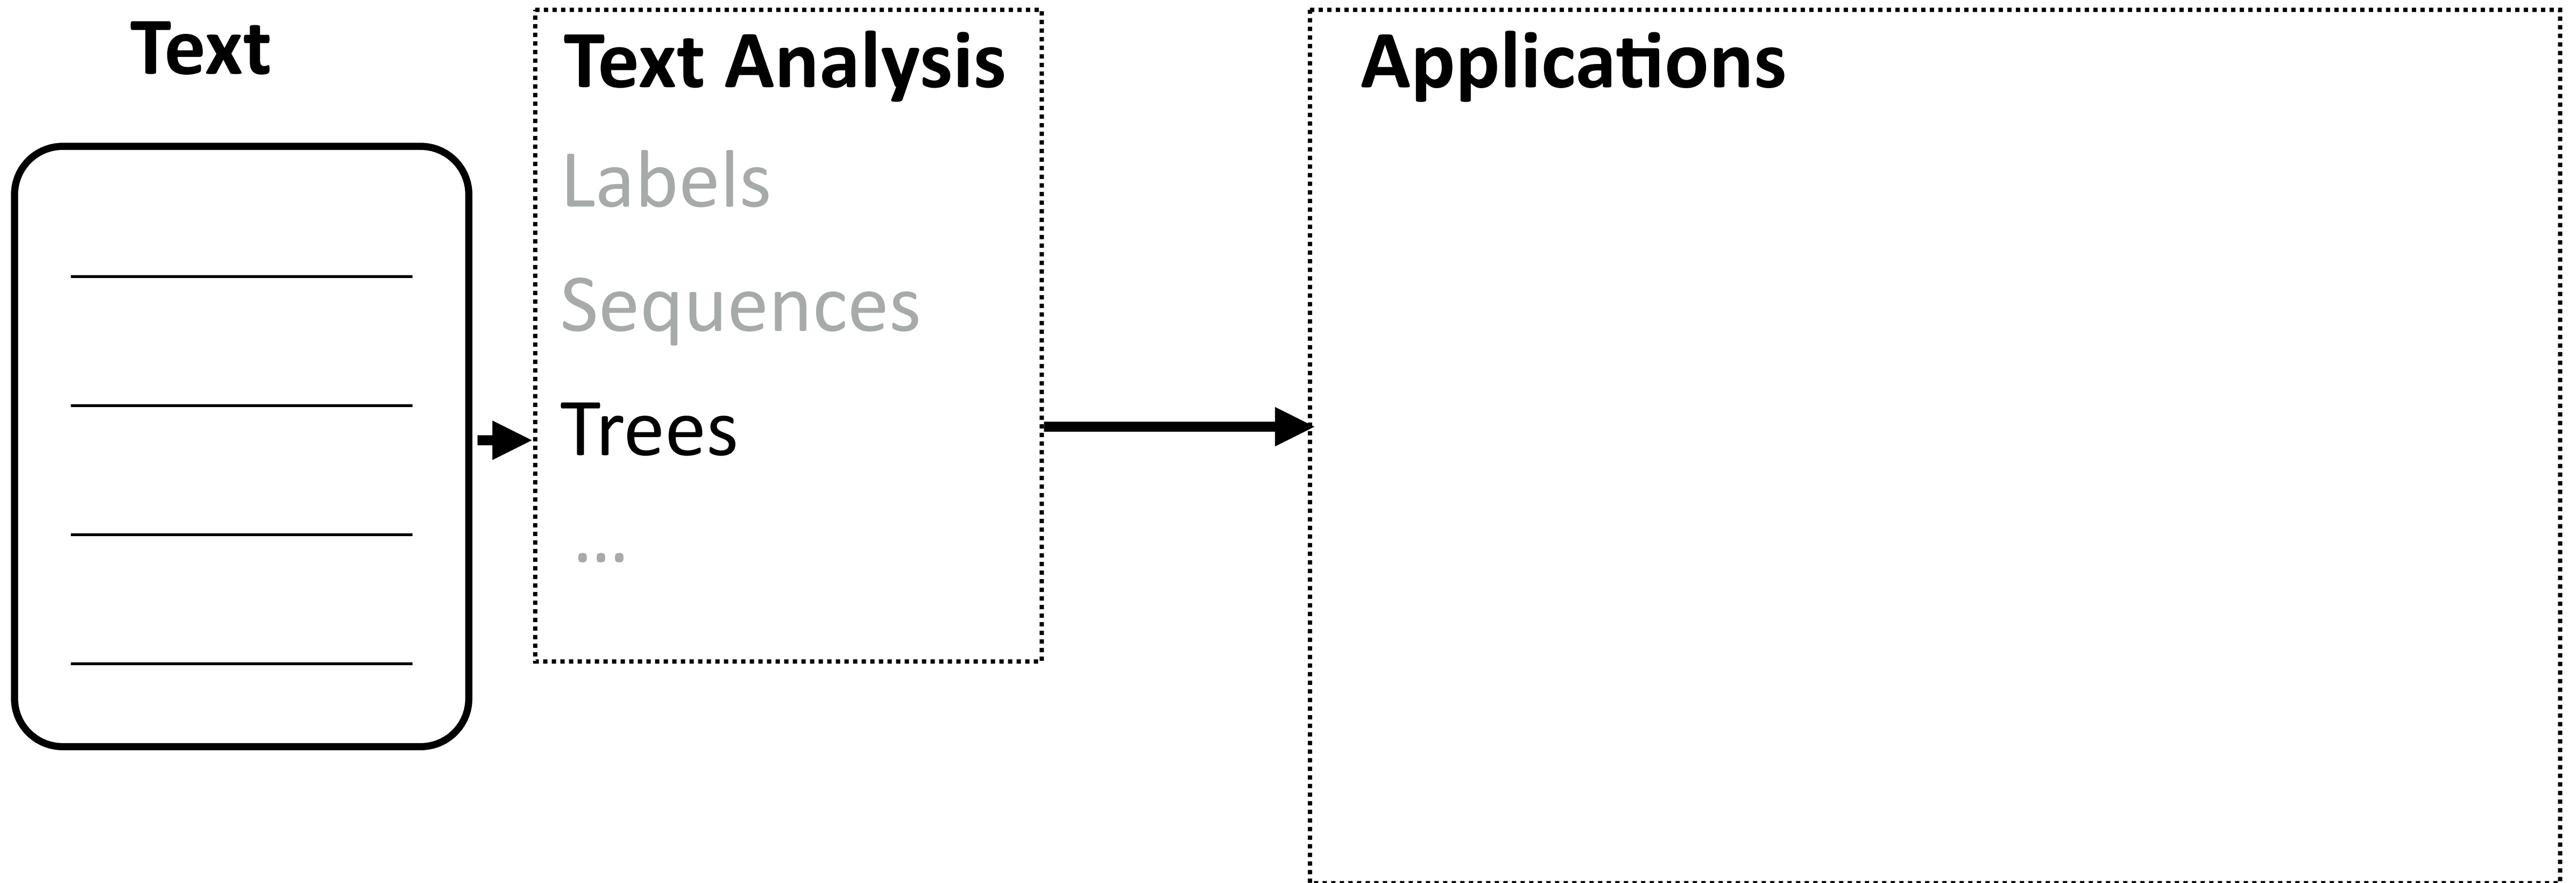 Text
Text Analysis
Labels
Sequences
Trees
...
Applications